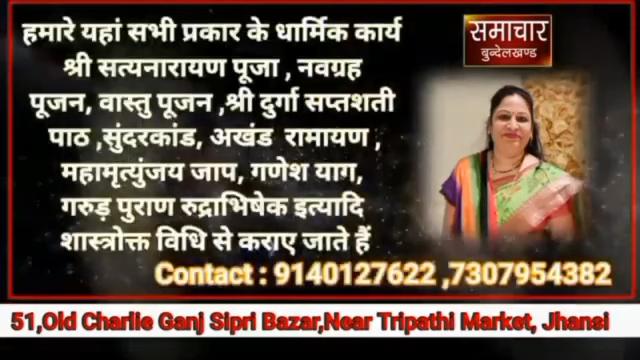 हमारे यहां सभी प्रकार के धार्मिक कार्य
श्री सत्यनारायण पूजा , नवग्रह
पूजन, वास्तु पूजन ,श्री दुर्गा सप्तशती
पाठ ,सुंदरकांड, अखंड रामायण ,
महामृत्युंजय जाप, गणेश याग,
गरुड़ पुराण रुद्राभिषेक इत्यादि
शास्त्रोक्त विधि से कराए जाते हैं
समाचार
बुन्देलखण्ड
Contact : 9140127622 ,7307954382
51,Old Charlie Ganj Sipri Bazar,Near Tripathi Market, Jhansi